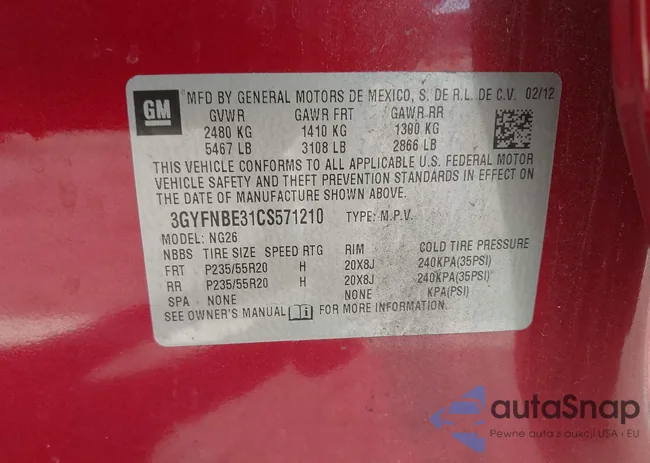 GM
MFD BY GENERAL MOTORS DE MEXICO, S. DE R.L. DE C.V. 02/12
GVWR GAWR FRT GAWR RR
2480 KG 1410 KG 1300 KG
5467 LB 3108 LB 2866 LB
THIS VEHICLE CONFORMS TO ALL APPLICABLE U.S. FEDERAL MOTOR
VEHICLE SAFETY AND THEFT PREVENTION STANDARDS IN EFFECT ON
THE DATE OF MANUFACTURE SHOWN ABOVE.
3GYFNBE31CS571210 TYPE: M.P.V.
MODEL: NG26
NBBS TIRE SIZE SPEED RTG RIM COLD TIRE PRESSURE
FRT P235/55R20 H 20X8J 240KPA(35PSI)
RR P235/55R20 H 20X8J 240KPA(35PSI)
SPA NONE NONE KPA(PSI)
SEE OWNER'S MANUAL FOR MORE INFORMATION.
autaSnap
Pewne auta z aukcji USA i EU